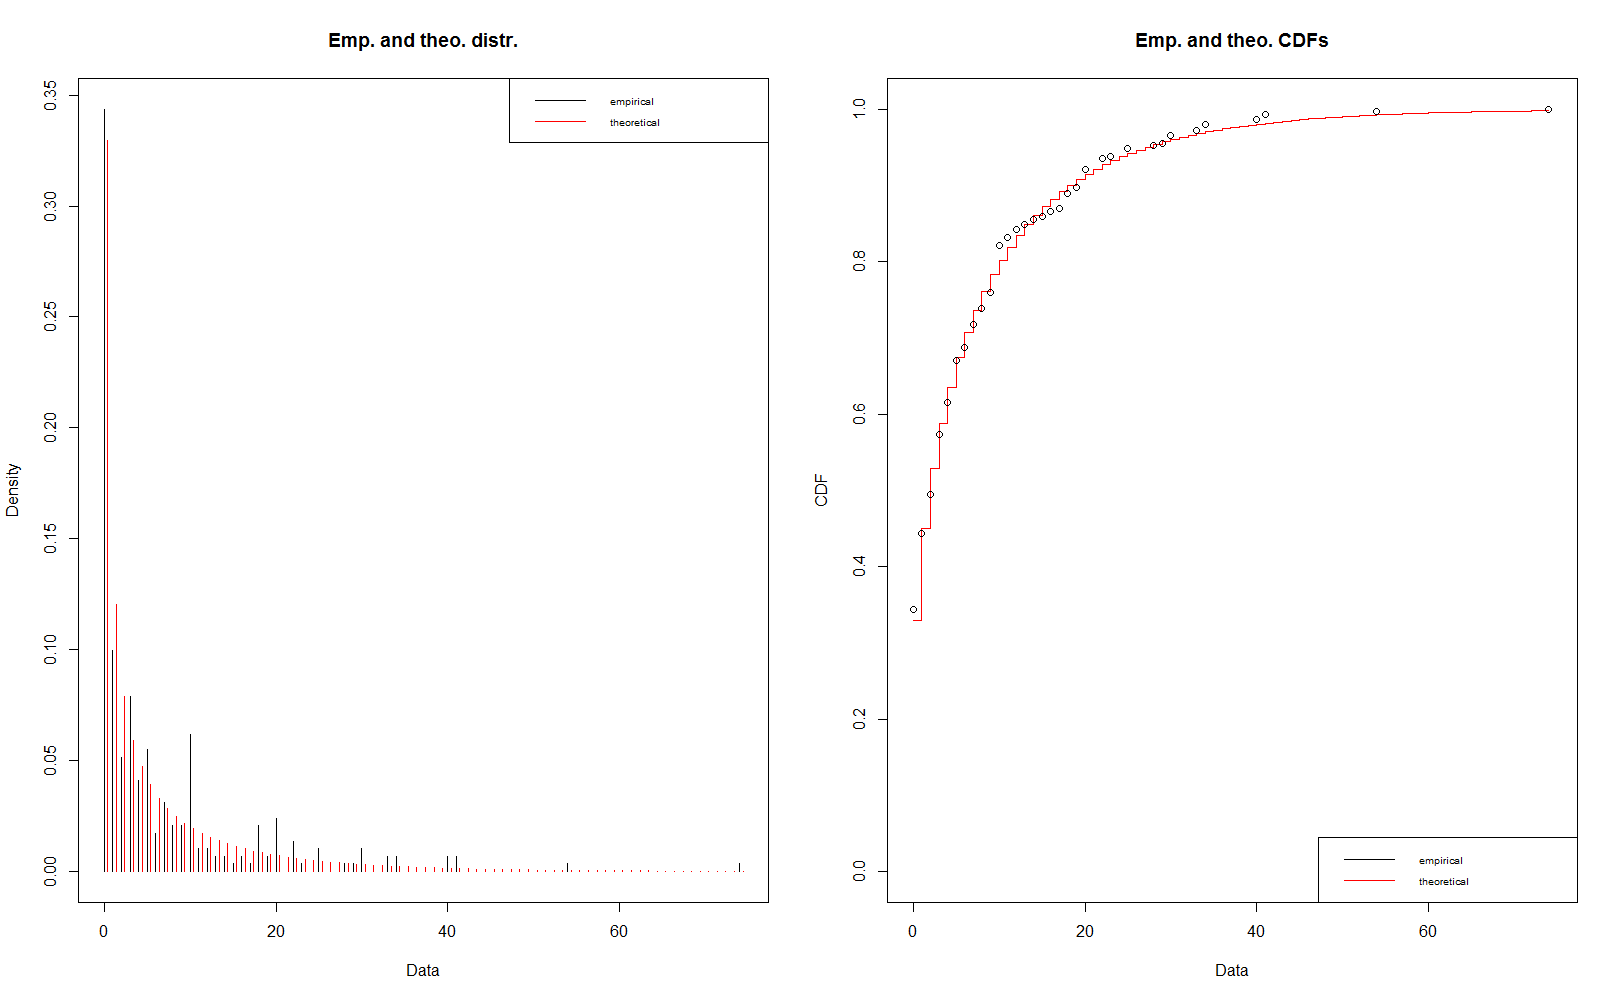 Emp. and theo. distr.
empirical
theoretical
0.35
0.30
0.25
0.20
0.15
0.10
0.05
0.00
Density
0
20
40
60
Data
Emp. and theo. CDFs
1.0
0.8
0.6
0.4
0.2
0.0
CDF
empirical
theoretical
0
20
40
60
Data